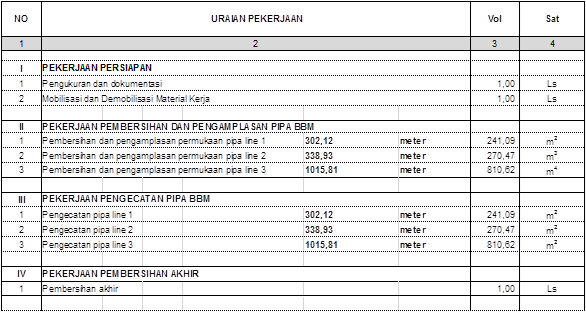 NO URAIAN PEKERJAAN Vol Sat
1 2 3 4
I PEKERJAAN PERSIAPAN
1 Pengukuran dan dokumentasi 1,00 Ls
2 Mobilisasi dan Demobilisasi Material Kerja 1,00 Ls
II PEKERJAAN PEMBERSIHAN DAN PENGAMPLASAN PIPA BBM
1 Pembersihan dan pengamplasan permukaan pipa line 1 302,12 meter 241,09 m²
2 Pembersihan dan pengamplasan permukaan pipa line 2 338,93 meter 270,47 m²
3 Pembersihan dan pengamplasan permukaan pipa line 3 1015,81 meter 810,62 m²
III PEKERJAAN PENGECATAN PIPA BBM
1 Pengecatan pipa line 1 302,12 meter 241,09 m²
2 Pengecatan pipa line 2 338,93 meter 270,47 m²
3 Pengecatan pipa line 3 1015,81 meter 810,62 m²
IV PEKERJAAN PEMBERSIHAN AKHIR
1 Pembersihan akhir 1,00 Ls